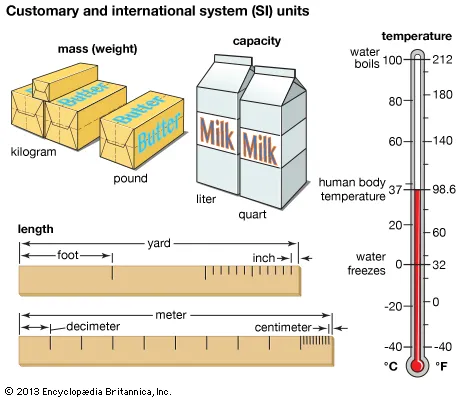 Customary and international system (SI) units
mass (weight)
Butter
Butter
Butter
kilogram
pound
capacity
Milk
Milk
liter
quart
temperature
water
boils
100
212
80
180
60
140
human body
temperature
37
98.6
20
60
water
freezes
0
32
-20
0
-40
-40
°C
°F
length
yard
foot
inch
meter
decimeter
centimeter
© 2013 Encyclopædia Britannica, Inc.